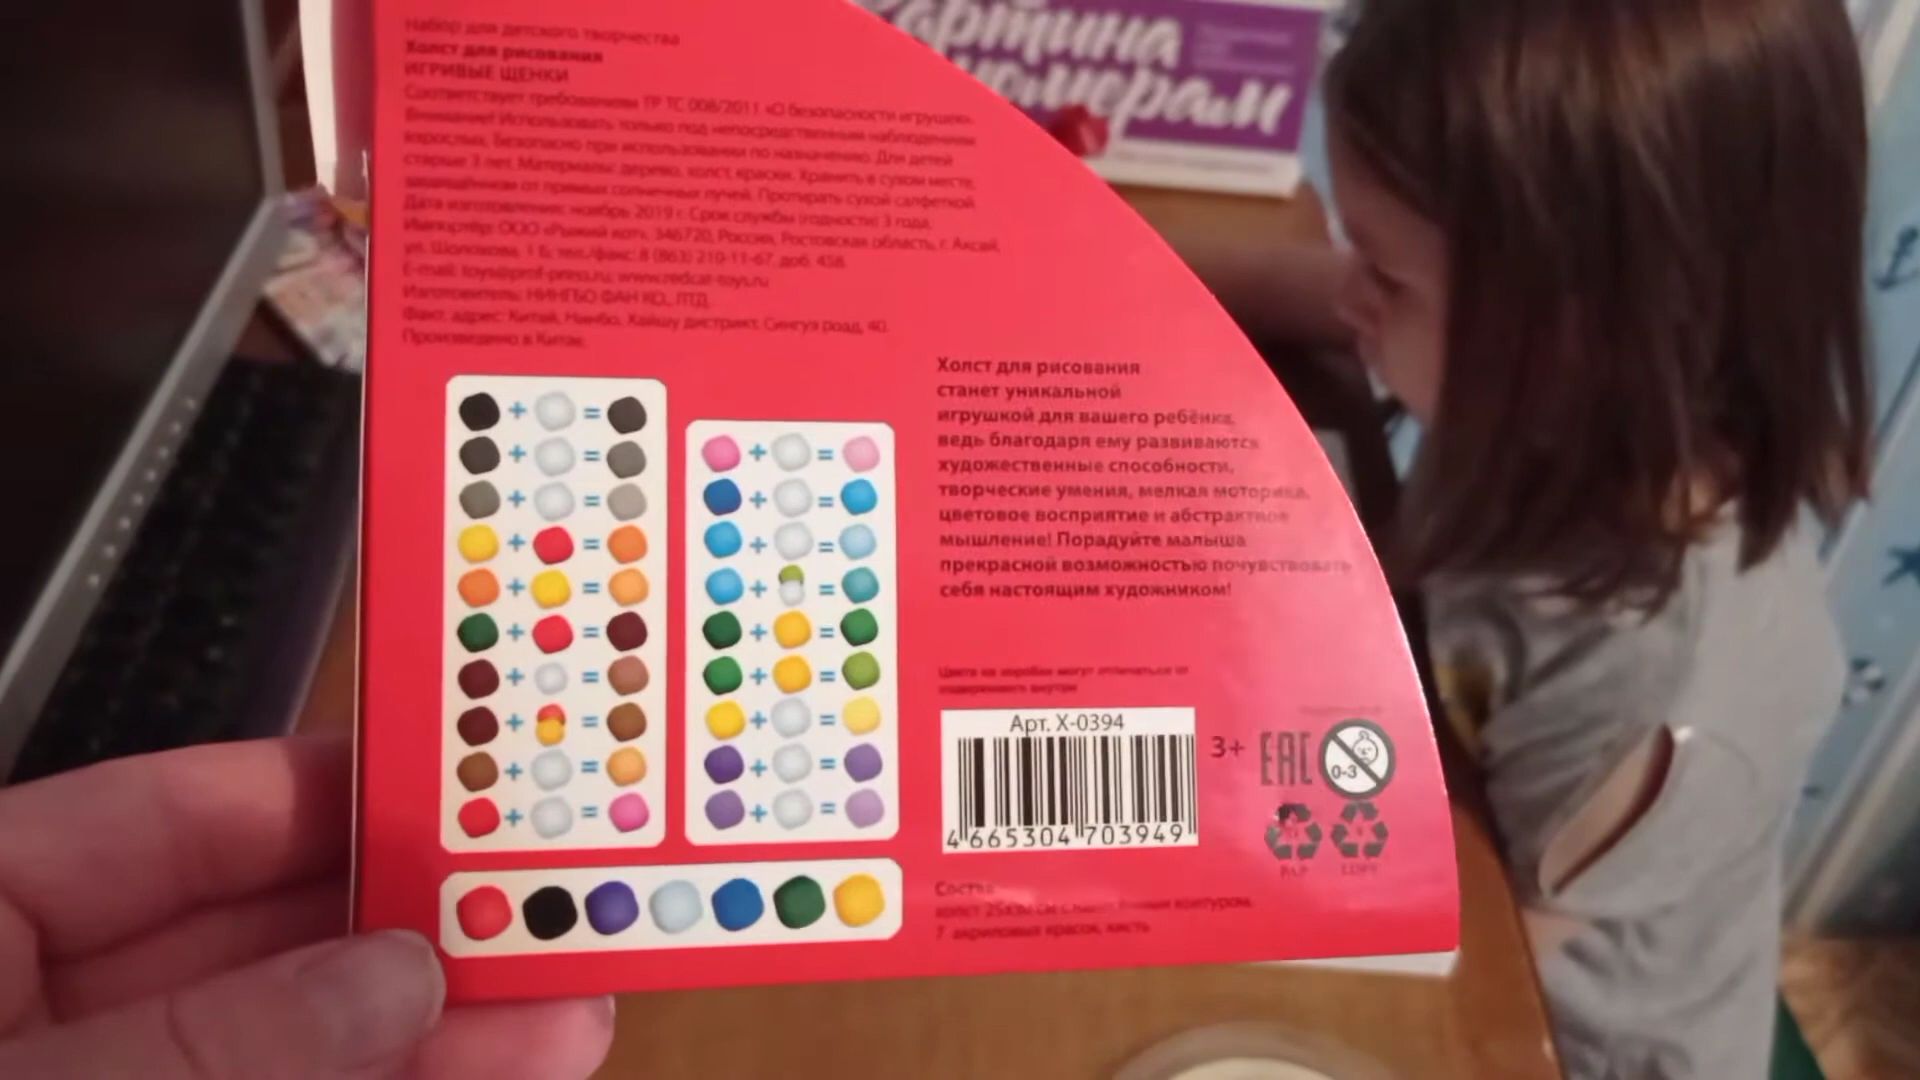 Набор для детского творчества
Холст для рисования
ИГРИВЫЕ ЩЕНКИ
Соответствует требованиям ТР ТС 008/2011 «О безопасности игрушек».
Внимание! Использовать только под непосредственным наблюдением
взрослых. Безопасно при использовании по назначению. Для детей
старше 3 лет. Материалы: дерево, холст, краски. Хранить в сухом месте,
защищённом от прямых солнечных лучей. Протирать сухой салфеткой.
Дата изготовления: ноябрь 2019 г. Срок службы (годности) 3 года.
Импортёр: ООО «Рыжий кот», 346720, Россия, Ростовская область, г. Аксай,
ул. Шолохова, 1 Б; тел./факс: 8 (863) 210-11-67, доб. 458.
E-mail: toys@prof-press.ru; www.redcat-toys.ru
Изготовитель: НИНГБО ФАН КО., ЛТД.
Факт. адрес: Китай, Нинбо, Хайшу дистрикт, Сингуя роад, 40.
Произведено в Китае.
картина
номерам
Холст для рисования
станет уникальной
игрушкой для вашего ребёнка,
ведь благодаря ему развиваются
художественные способности,
творческие умения, мелкая моторика,
цветовое восприятие и абстрактное
мышление! Порадуйте малыша
прекрасной возможностью почувствовать
себя настоящим художником!
Цвета на коробке могут отличаться от
содержимого внутри
Арт. Х-0394
4 665304 703949
3+
EAC
0-3
PAP
Состав:
холст 25х30 см с нанесённым контуром,
7 акриловых красок, кисть